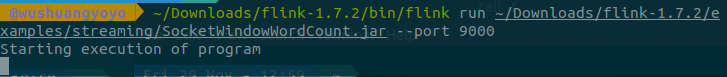 @wushuangyoyo ~/Downloads/flink-1.7.2/bin/flink run ~/Downloads/flink-1.7.2/e
xamples/streaming/SocketWindowWordCount.jar --port 9000
Starting execution of program